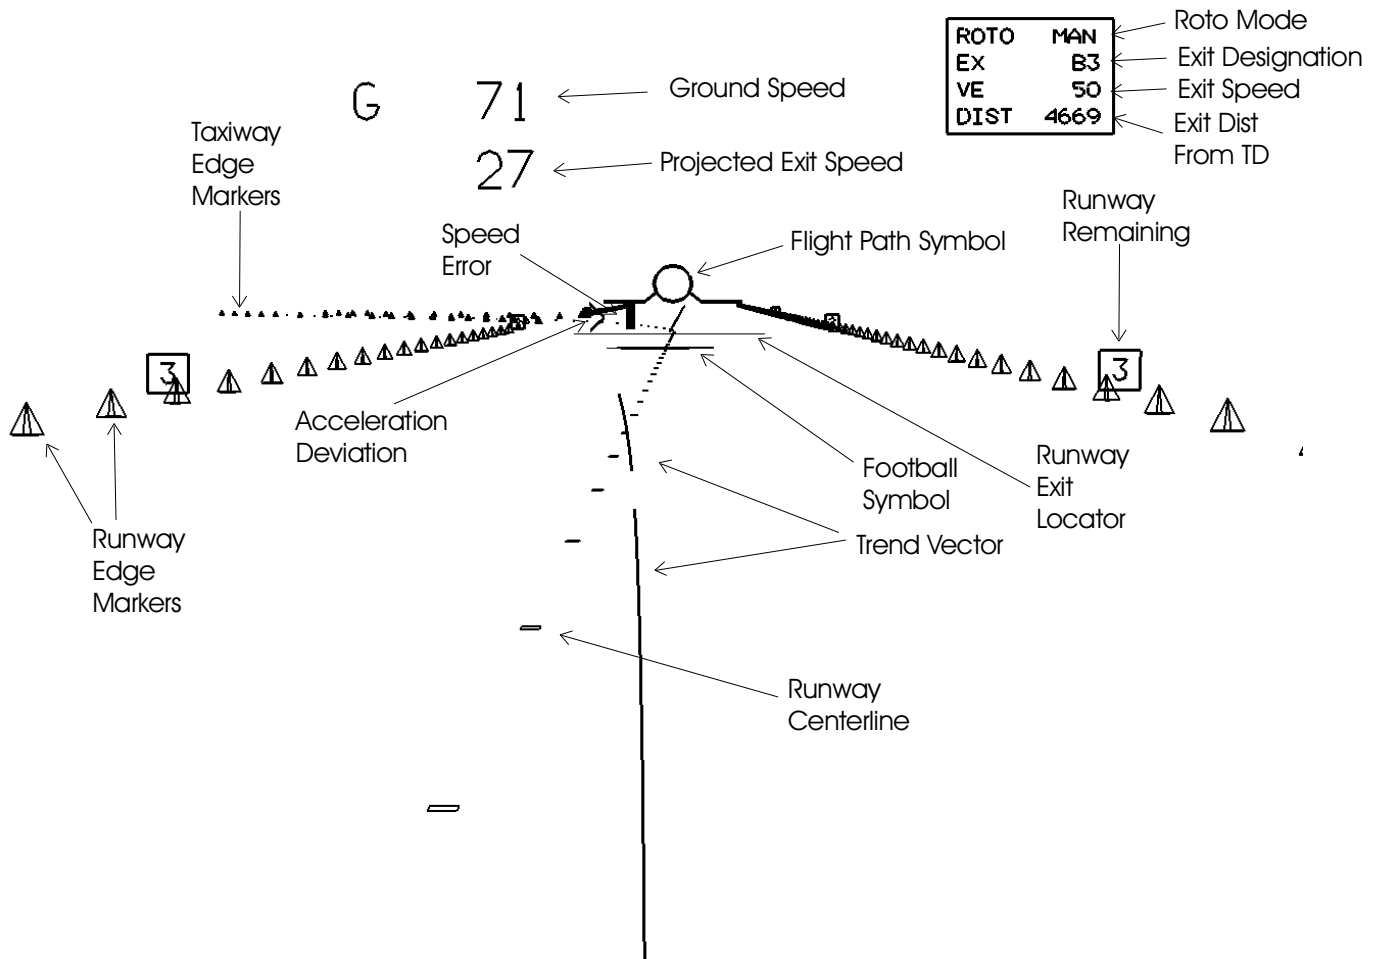 ROTO MAN
EX B3
VE 50
DIST 4669
Roto Mode
Exit Designation
Exit Speed
Exit Dist
From TD
G 71
Ground Speed
27
Projected Exit Speed
Taxiway
Edge
Markers
Speed
Error
Flight Path Symbol
Runway
Remaining
3
3
Acceleration
Deviation
Football
Symbol
Runway
Exit
Locator
Trend Vector
Runway
Edge
Markers
Runway
Centerline